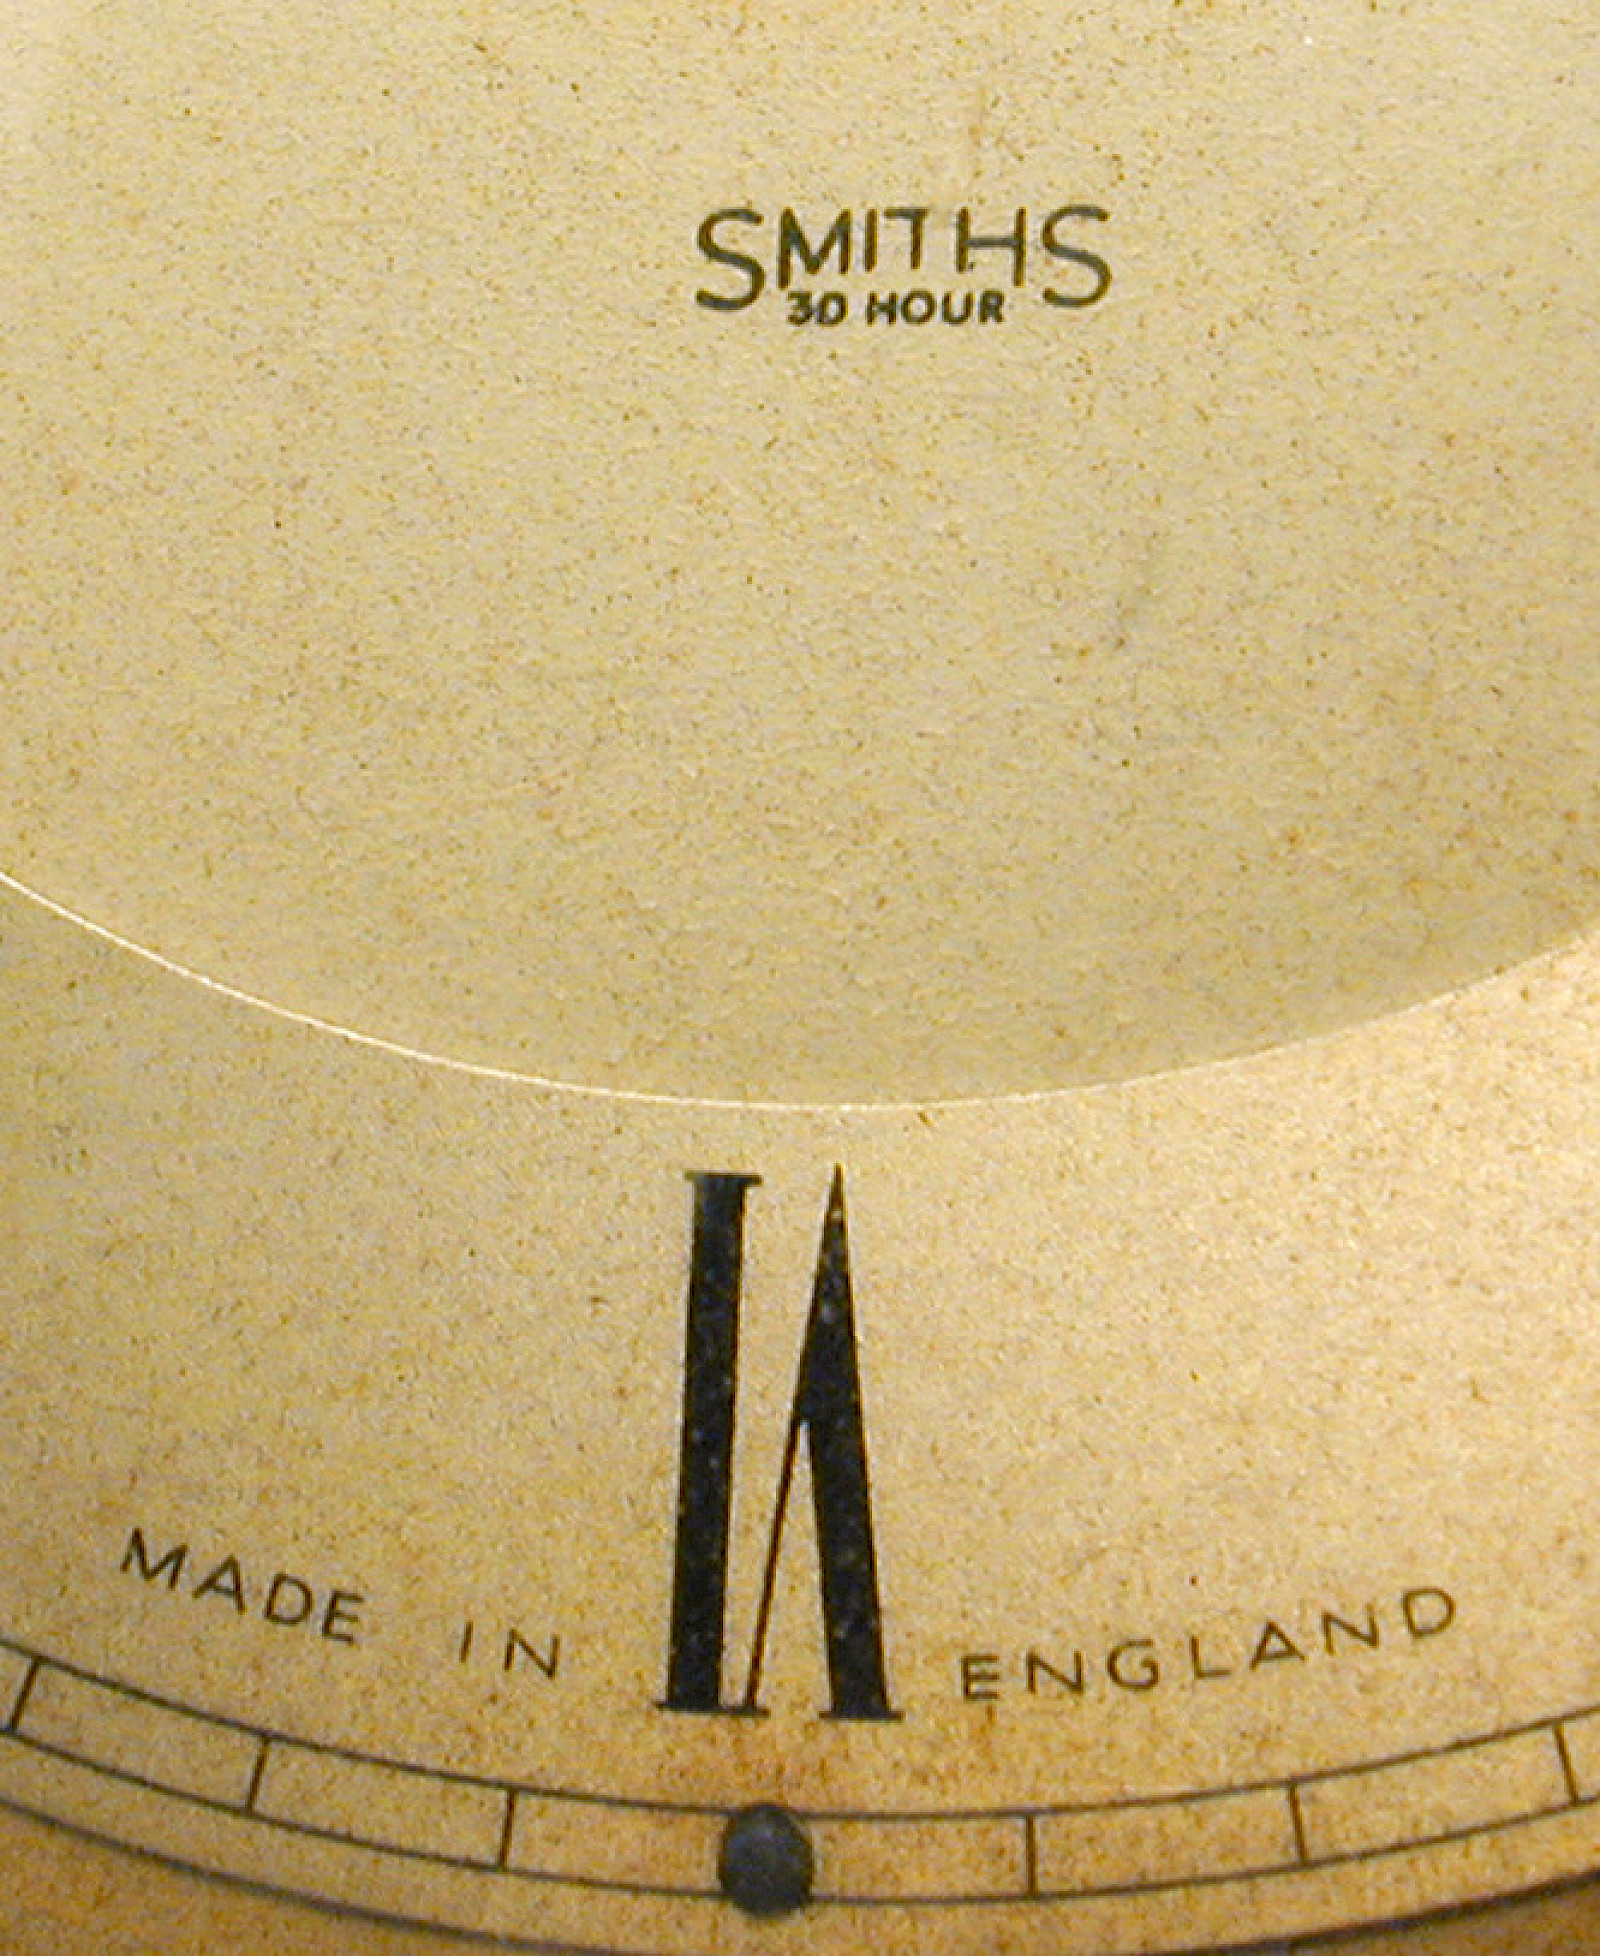 SMITHS
30 HOUR
VI
MADE IN ENGLAND